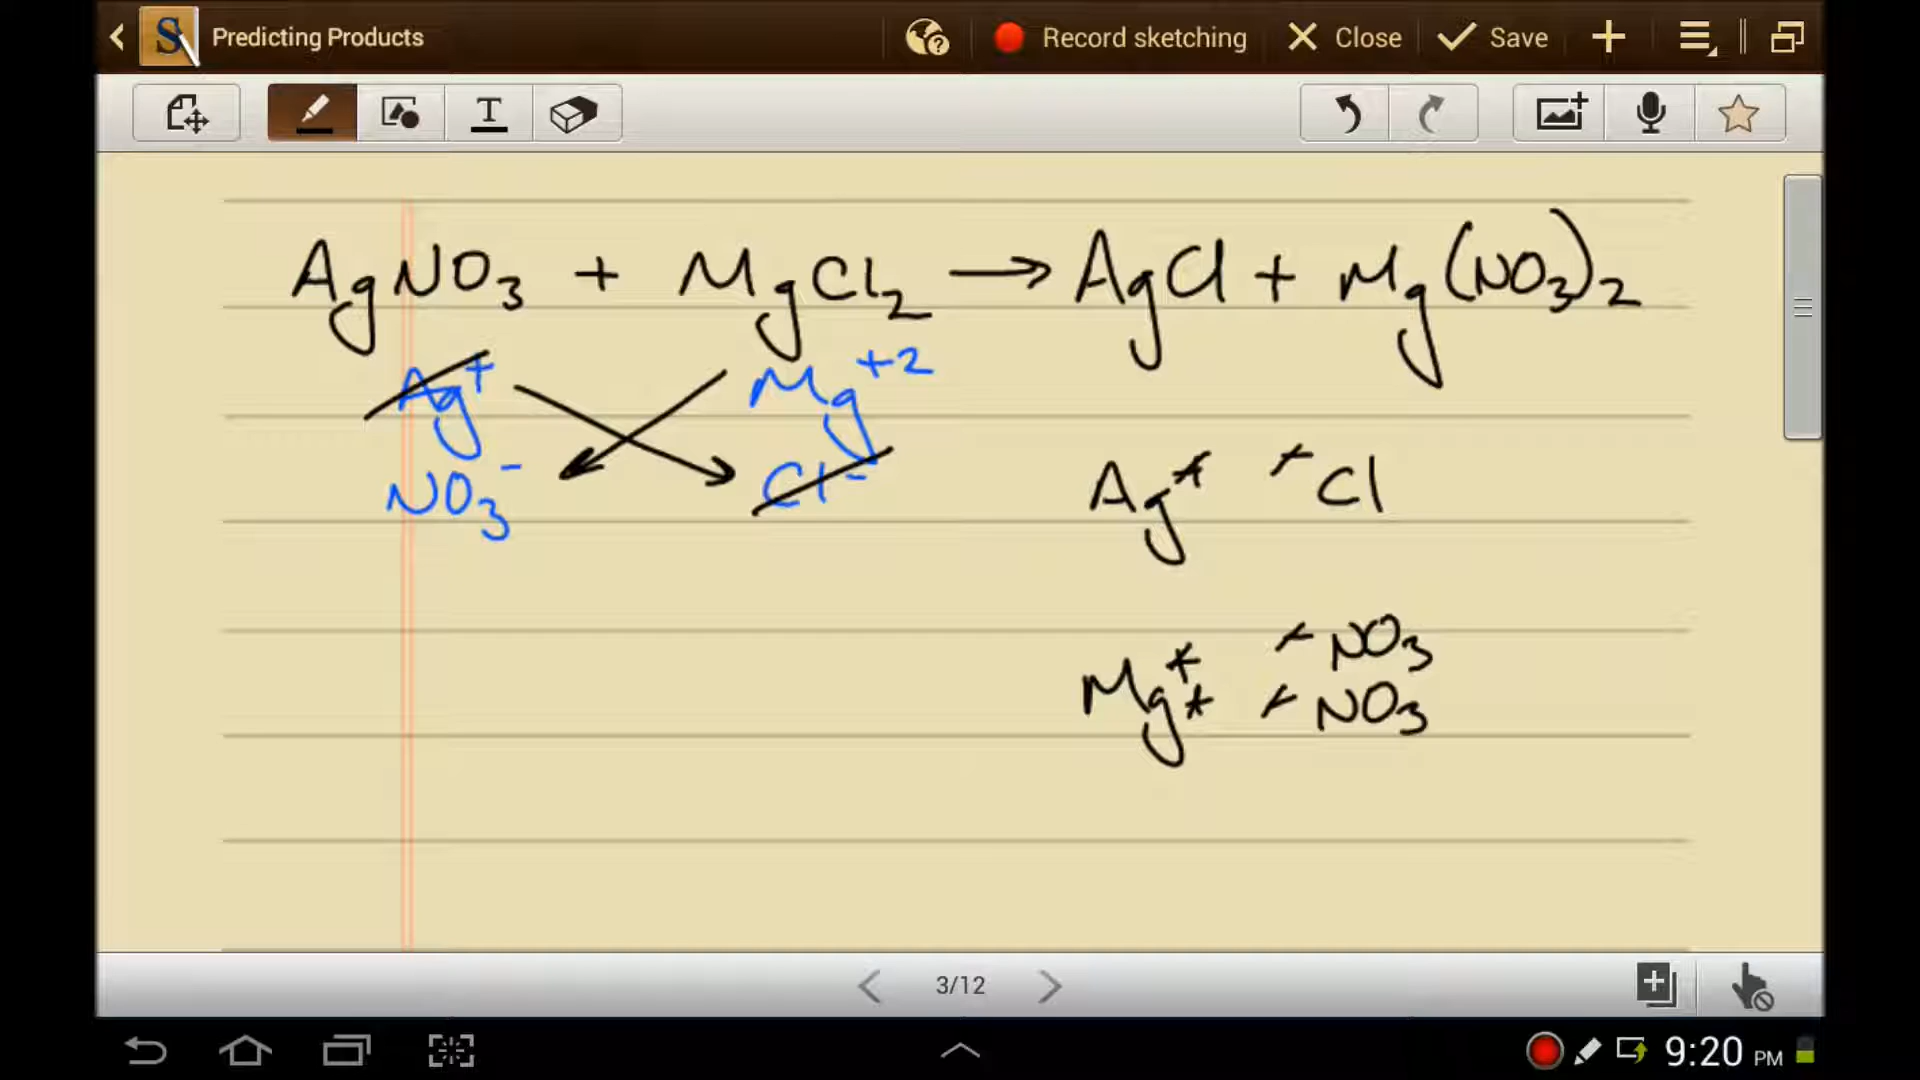 Predicting Products
Record sketching
Close
Save
T
AgNO₃ + MgCl₂ → AgCl + Mg(NO₃)₂
Ag⁺ Mg⁺²
NO₃⁻ Cl⁻
Ag⁺ ⁻Cl
Mg⁺ ⁻NO₃
⁺ ⁻NO₃
3/12
9:20 PM